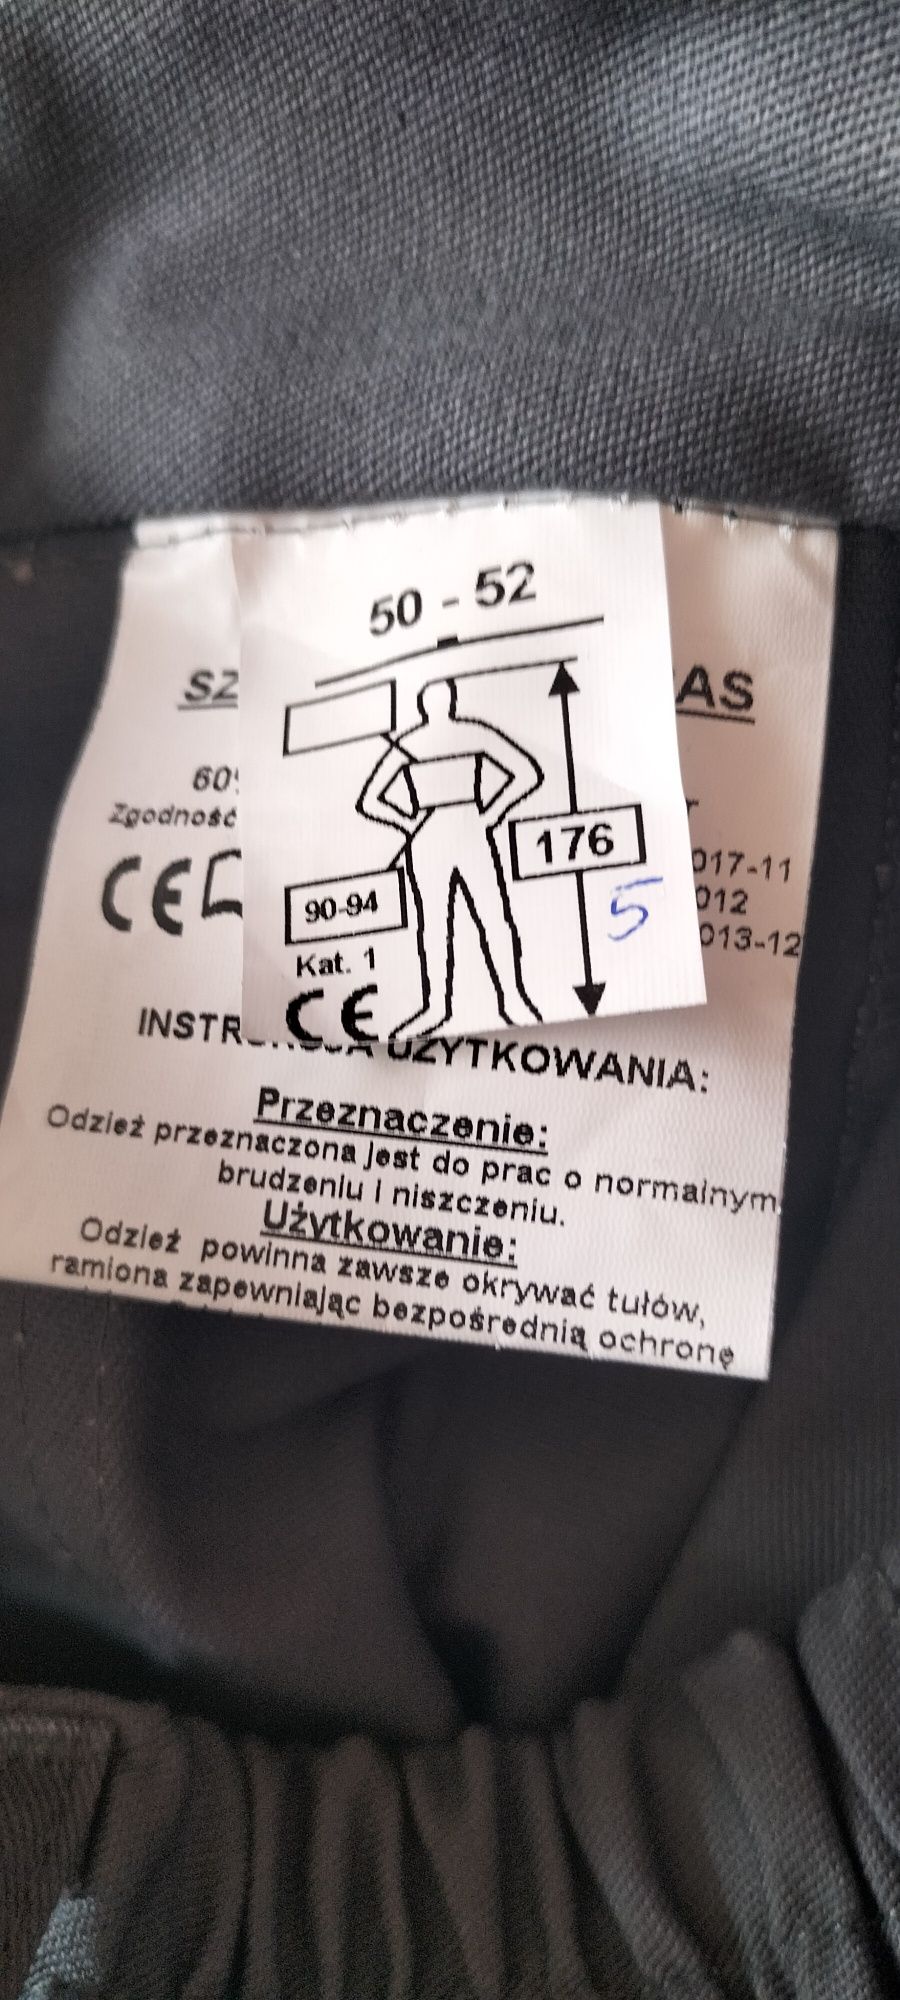 50 - 52
176
5
90-94
Kat. 1
CE
SZ
AS
Zgodność
CE
017-11
012
013-12
UŻYTKOWANIA:
Przeznaczenie:
Odzież przeznaczona jest do prac o normalnym
brudzeniu i niszczeniu.
Użytkowanie:
Odzież powinna zawsze okrywać tułów,
ramiona zapewniając bezpośrednią ochronę